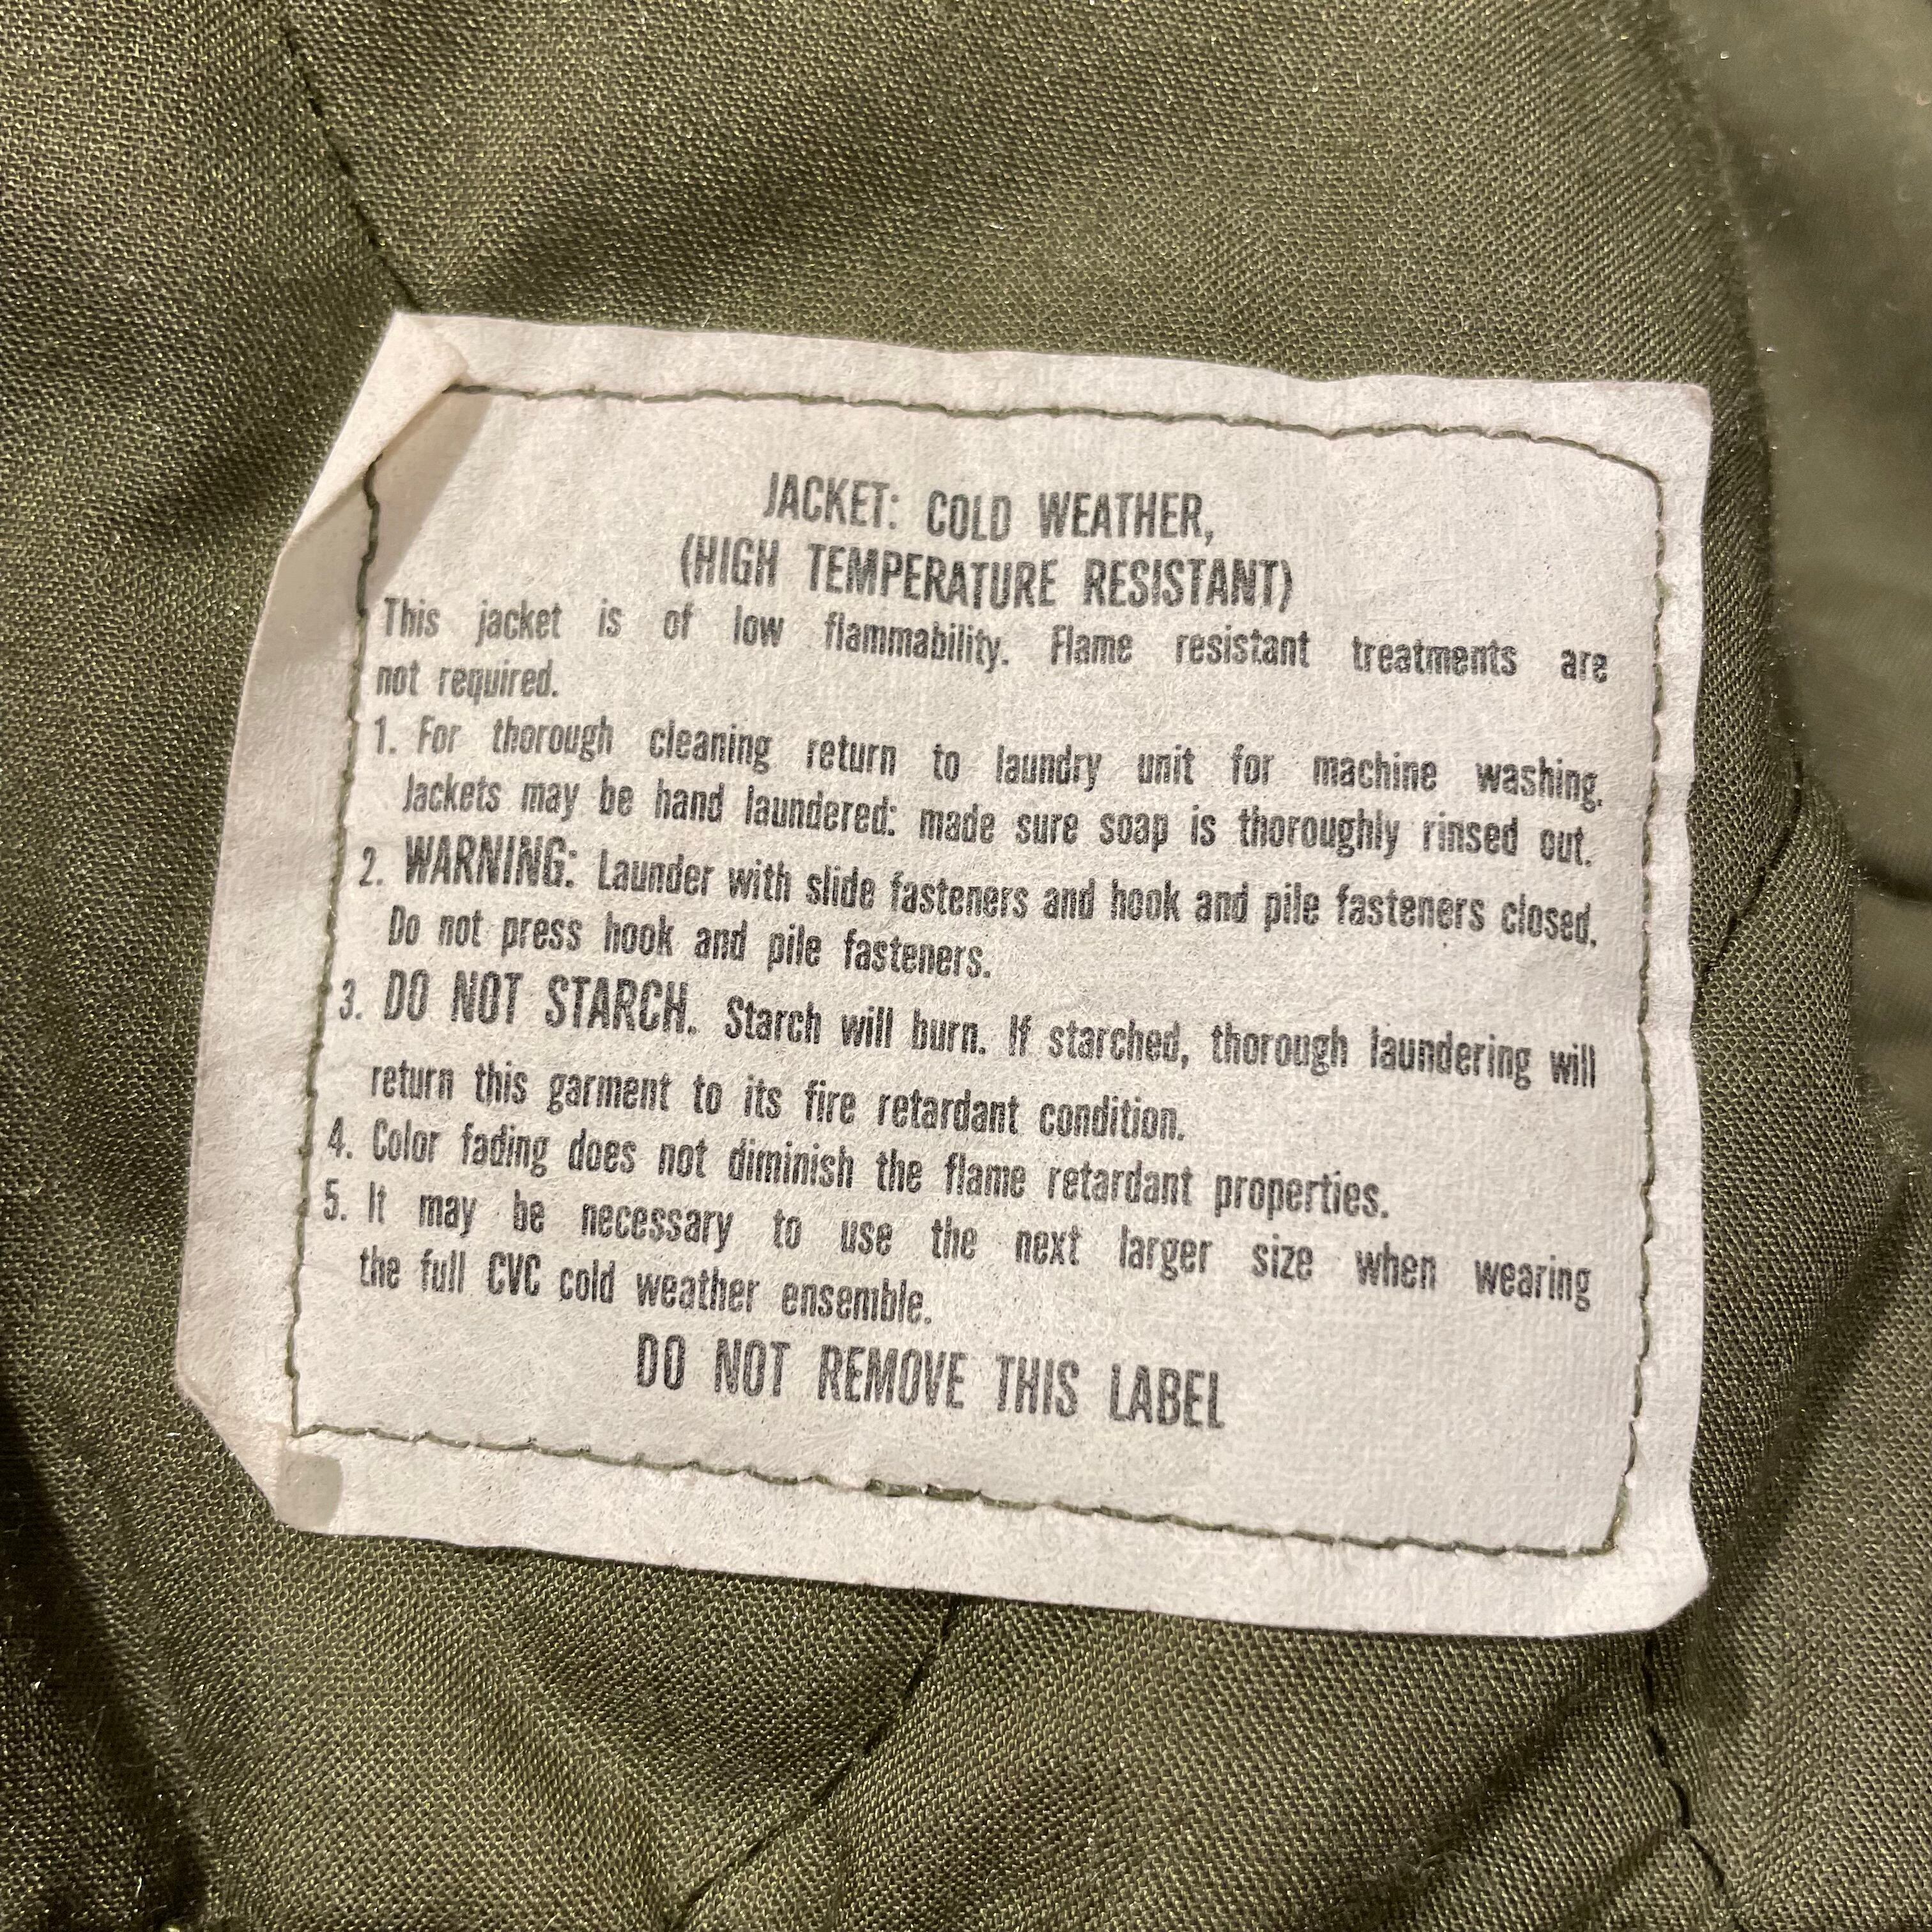 JACKET: COLD WEATHER,
(HIGH TEMPERATURE RESISTANT)
This jacket is of low flammability. Flame resistant treatments are
not required.
1. For thorough cleaning return to laundry unit for machine washing.
Jackets may be hand laundered: made sure soap is thoroughly rinsed out.
2. WARNING: Launder with slide fasteners and hook and pile fasteners closed.
Do not press hook and pile fasteners.
3. DO NOT STARCH. Starch will burn. If starched, thorough laundering will
return this garment to its fire retardant condition.
4. Color fading does not diminish the flame retardant properties.
5. It may be necessary to use the next larger size when wearing
the full CVC cold weather ensemble.
DO NOT REMOVE THIS LABEL